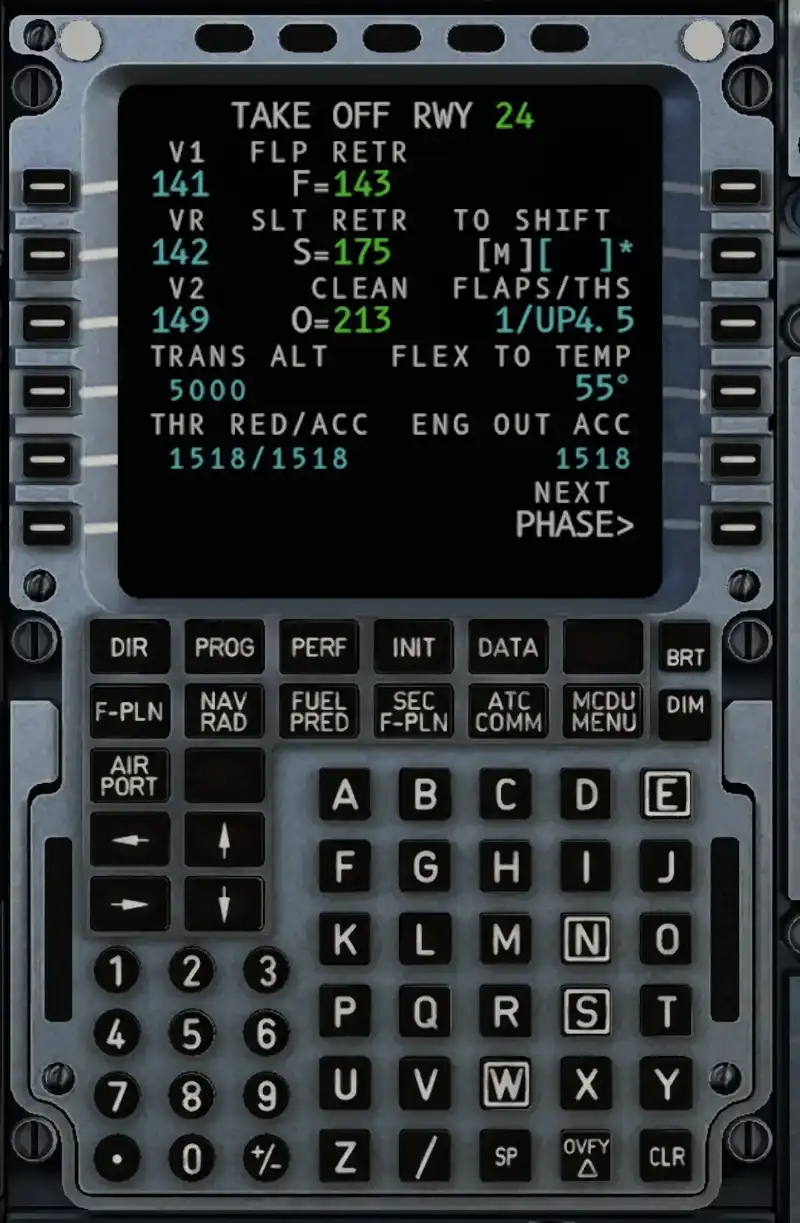 TAKE OFF RWY 24
V1 FLP RETR
141 F=143
VR SLT RETR TO SHIFT
142 S=175 [M][ ]*
V2 CLEAN FLAPS/THS
149 O=213 1/UP4.5
TRANS ALT FLEX TO TEMP
5000 55°
THR RED/ACC ENG OUT ACC
1518/1518 1518
NEXT
PHASE>
DIR PROG PERF INIT DATA BRT
F-PLN NAV RAD FUEL PRED SEC F-PLN ATC COMM MCDU MENU DIM
AIR PORT
← ↑
→ ↓
A B C D E
F G H I J
K L M N O
P Q R S T
U V W X Y
Z / SP OVFY △ CLR
1 2 3
4 5 6
7 8 9
. 0 +/-